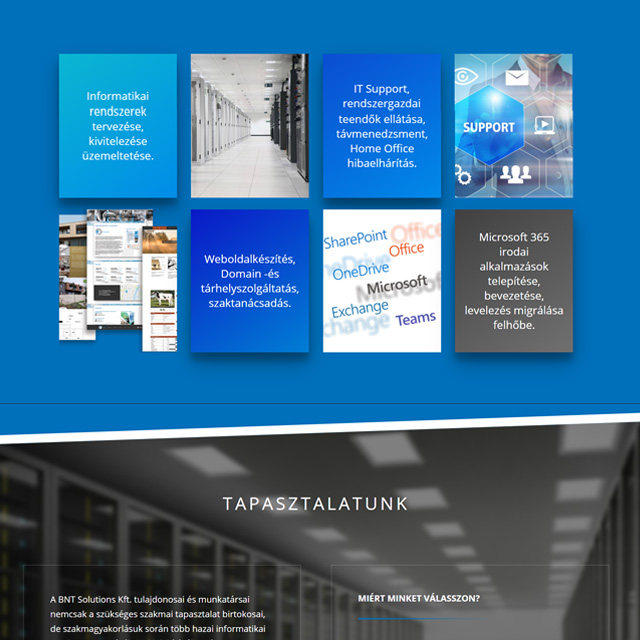 Informatikai
rendszerek
tervezése,
kivitelezése
üzemeltetése.
IT Support,
rendszergazdai
teendők ellátása,
távmenedzsment,
Home Office
hibaelhárítás.
SUPPORT
Weboldalkészítés,
Domain -és
tárhelyszolgáltatás,
szaktanácsadás.
SharePoint
Office
Office
OneDrive
Microsoft
Exchange
Teams
Microsoft 365
irodai
alkalmazások
telepítése,
bevezetése,
levelezés migrálása
felhőbe.
TAPASZTALATUNK
A BNT Solutions Kft. tulajdonosai és munkatársai
nemcsak a szükséges szakmai tapasztalat birtokosai,
de szakmagyakorlásuk során több hazai informatikai
MIÉRT MINKET VÁLASSZON?